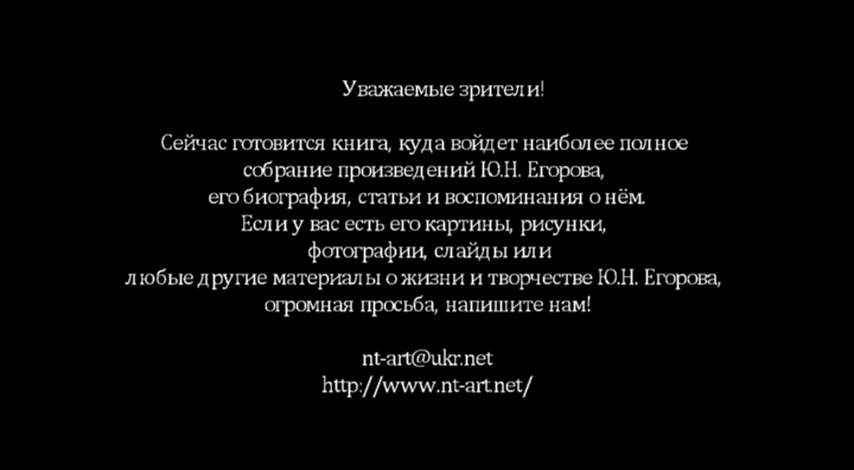 Уважаемые зрители!
Сейчас готовится книга, куда войдет наиболее полное
собрание произведений Ю.Н. Егорова,
его биография, статьи и воспоминания о нём.
Если у вас есть его картины, рисунки,
фотографии, слайды или
любые другие материалы о жизни и творчестве Ю.Н. Егорова,
огромная просьба, напишите нам!
nt-art@ukr.net
http://www.nt-art.net/